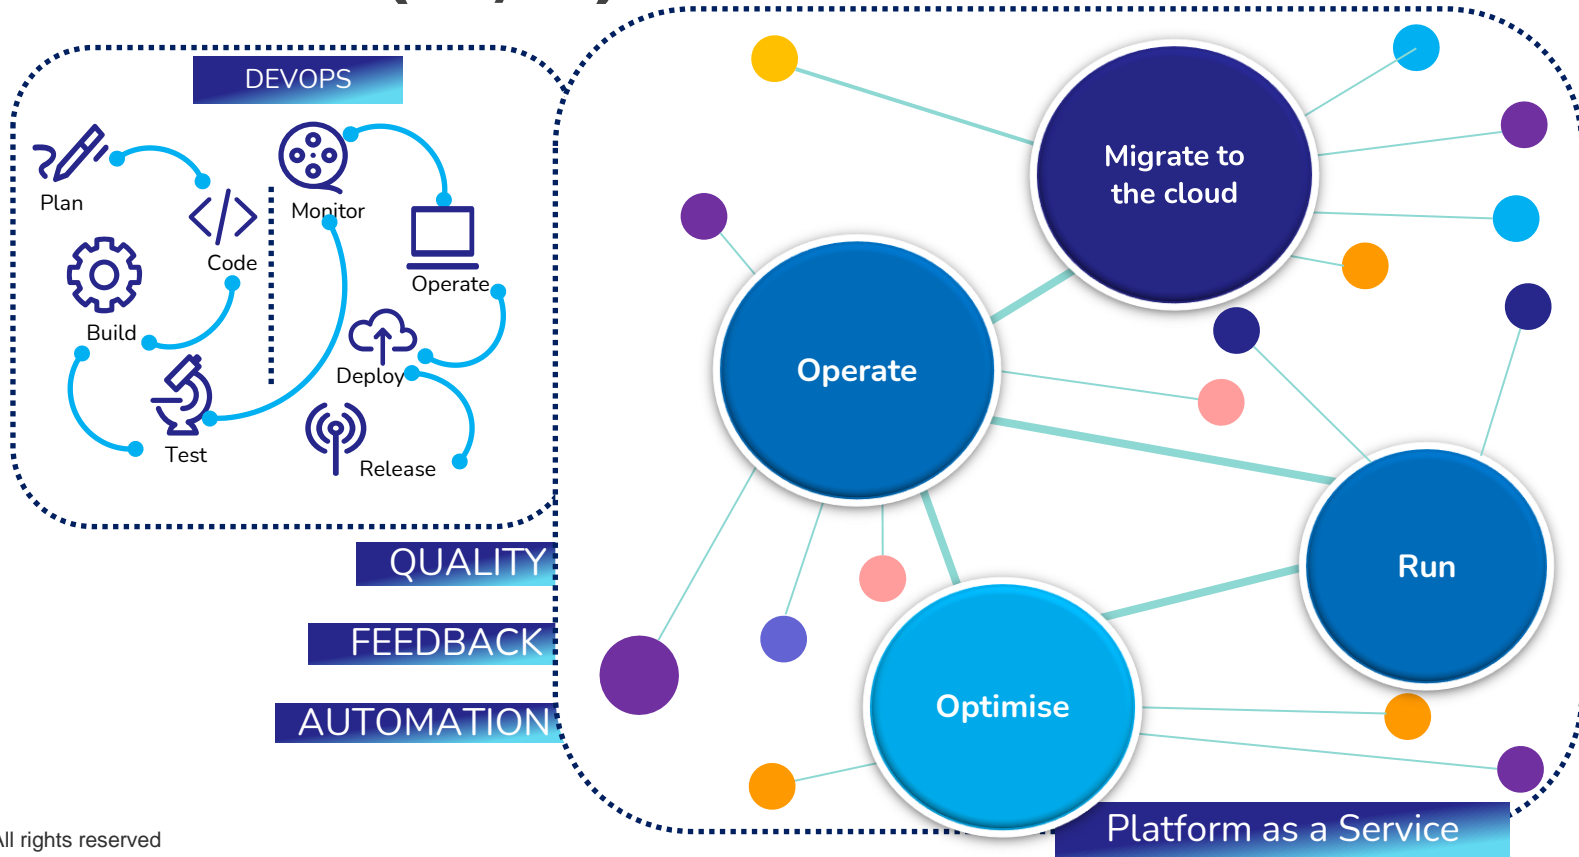 DEVOPS
Plan
Monitor
Code
Operate
Build
Deploy
Test
Release
QUALITY
FEEDBACK
AUTOMATION
Migrate to
the cloud
Operate
Run
Optimise
Platform as a Service
All rights reserved